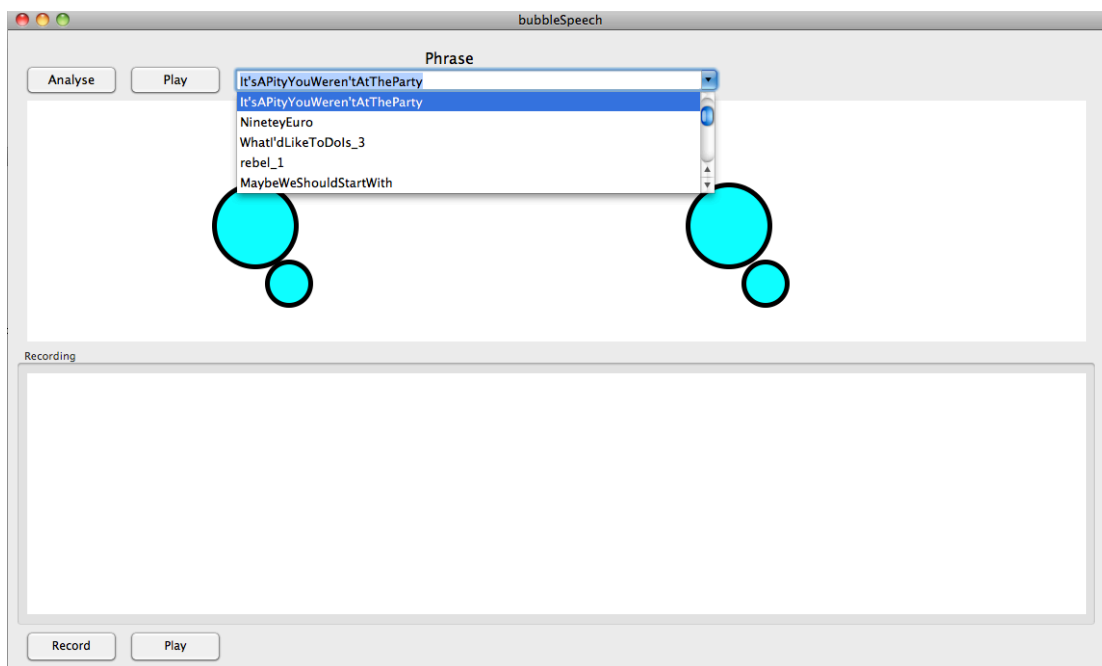 bubbleSpeech
Phrase
Analyse Play It'sAPityYouWeren'tAtTheParty
It'sAPityYouWeren'tAtTheParty
NineteyEuro
WhatI'dLikeToDoIs_3
rebel_1
MaybeWeShouldStartWith
Recording
Record Play